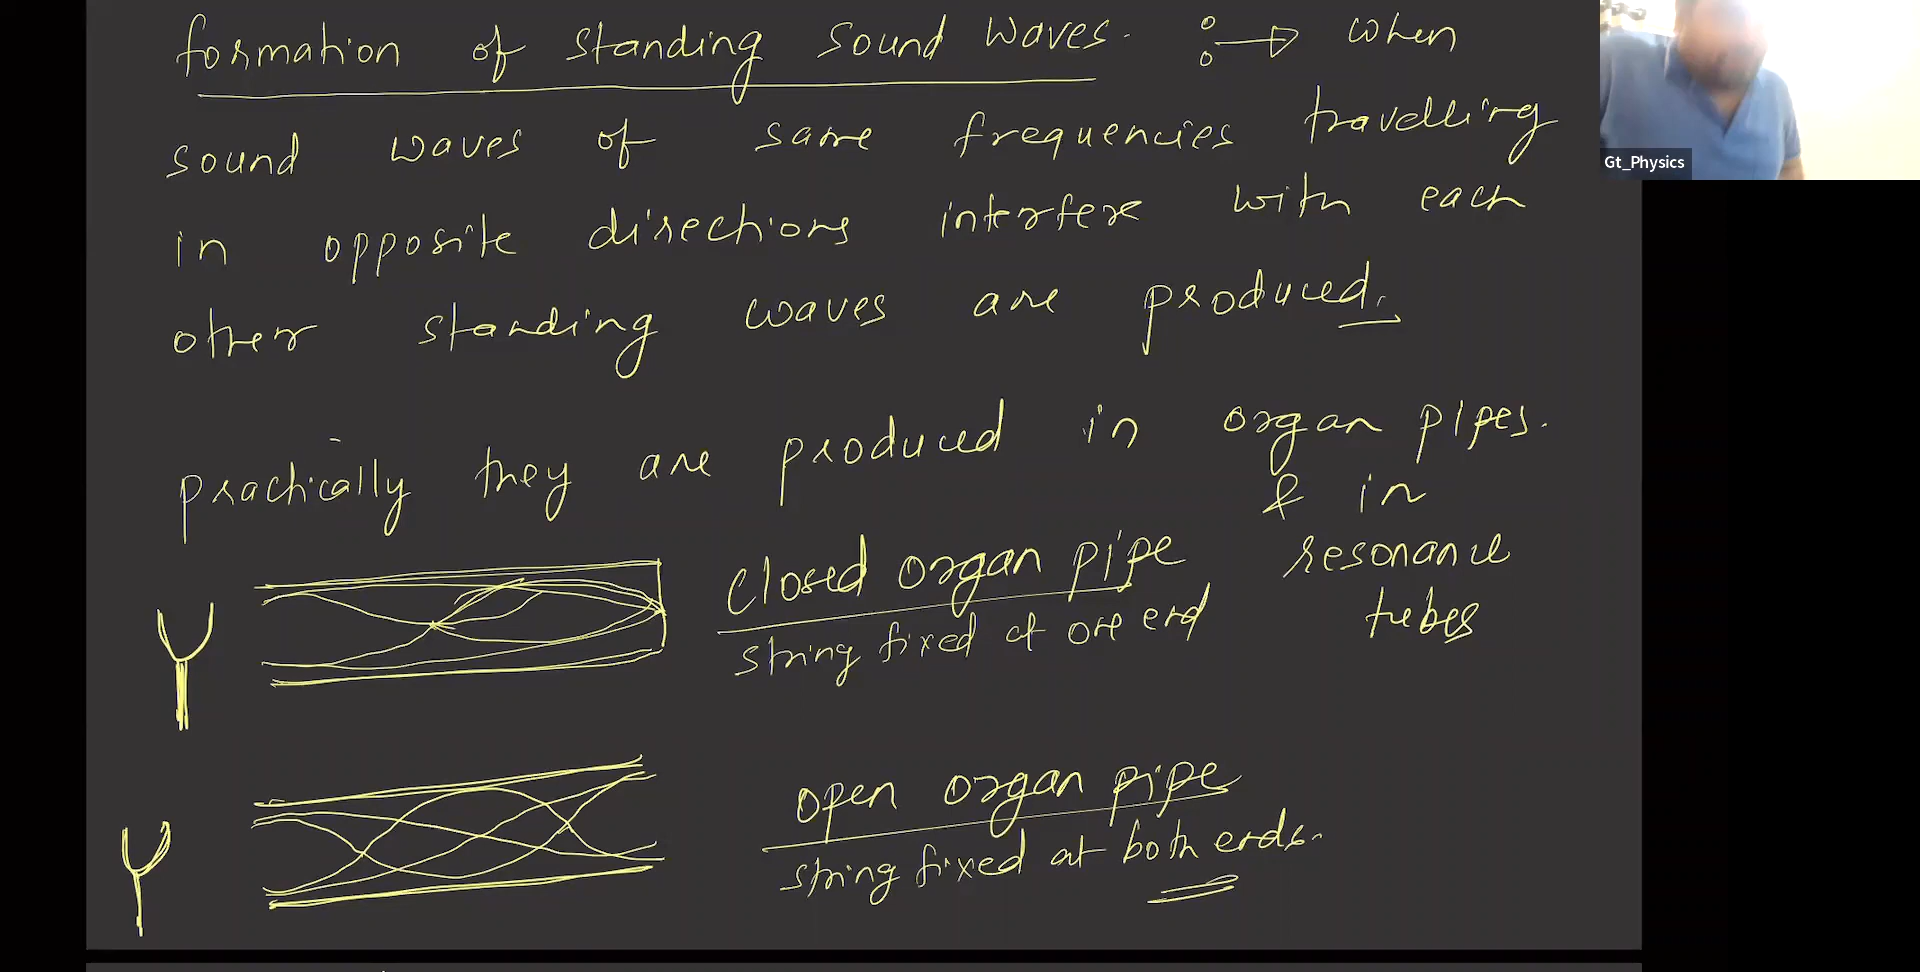 formation of standing sound waves. : → when
sound waves of same frequencies travelling
in opposite directions interfere with each
other standing waves are produced.
practically they are produced in organ pipes.
& in
resonance
tubes
closed organ pipe
string fixed at one end
open organ pipe
string fixed at both ends.
Gt_Physics